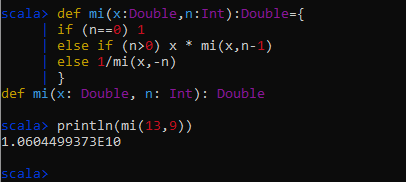 scala> def mi(x:Double,n:Int):Double={
| if (n==0) 1
| else if (n>0) x * mi(x,n-1)
| else 1/mi(x,-n)
| }
def mi(x: Double, n: Int): Double
scala> println(mi(13,9))
1.0604499373E10
scala>